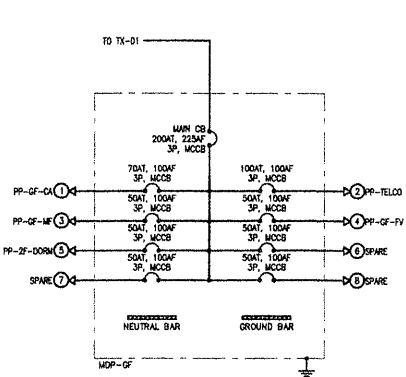 TO TX-D1
MAIN CB
200AT, 225AF
3P, MCCB
70AT, 100AF
3P, MCCB
100AT, 100AF
3P, MCCB
PP-GF-CA 1
2 PP-TELCO
50AT, 100AF
3P, MCCB
50AT, 100AF
3P, MCCB
PP-GF-MF 3
4 PP-GF-FV
50AT, 100AF
3P, MCCB
50AT, 100AF
3P, MCCB
PP-2F-DORM 5
6 SPARE
50AT, 100AF
3P, MCCB
50AT, 100AF
3P, MCCB
SPARE 7
8 SPARE
NEUTRAL BAR
GROUND BAR
MDP-GF